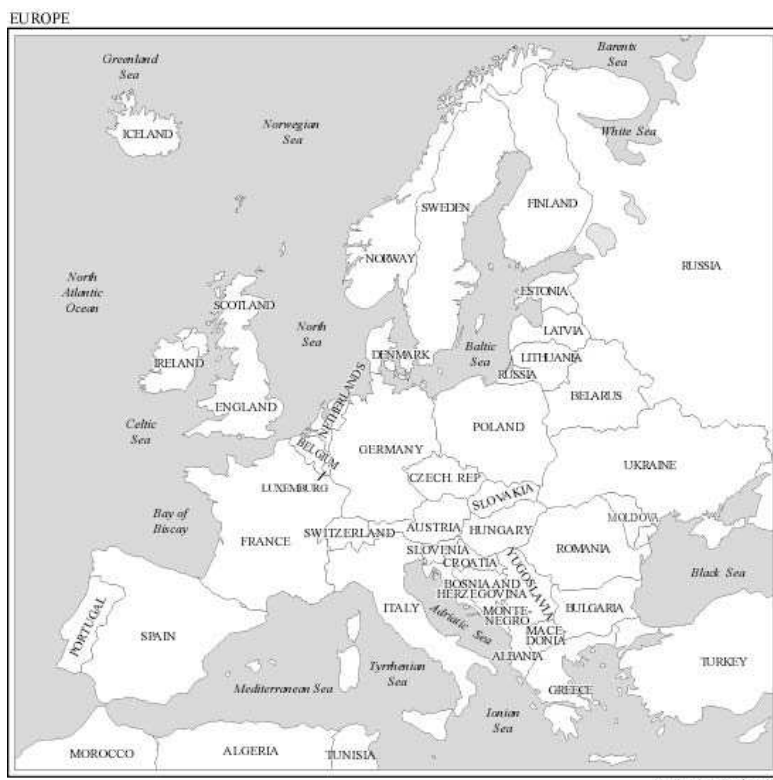 EUROPE
Greenland
Sea
Barents
Sea
ICELAND
Norwegian
Sea
White Sea
SWEDEN
FINLAND
NORWAY
RUSSIA
North
Atlantic
Ocean
ESTONIA
SCOTLAND
North
Sea
LATVIA
Baltic
Sea
DENMARK
LITHUANIA
IRELAND
RUSSIA
NETHERLANDS
BELARUS
ENGLAND
Celtic
Sea
POLAND
BELGIUM
GERMANY
UKRAINE
CZECH. REP
LUXEMBURG
SLOVAKIA
Bay of
Biscay
MOLDOVA
AUSTRIA
SWITZERLAND
HUNGARY
FRANCE
ROMANIA
SLOVENIA
CROATIA
YUGOSLAVIA
Black Sea
BOSNIA AND
HERZEGOVINA
PORTUGAL
ITALY
Adriatic Sea
MONTE-
NEGRO
BULGARIA
SPAIN
MACE-
DONIA
ALBANIA
TURKEY
Tyrrhenian
Sea
Mediterranean Sea
GREECE
Ionian
Sea
MOROCCO
ALGERIA
TUNISIA